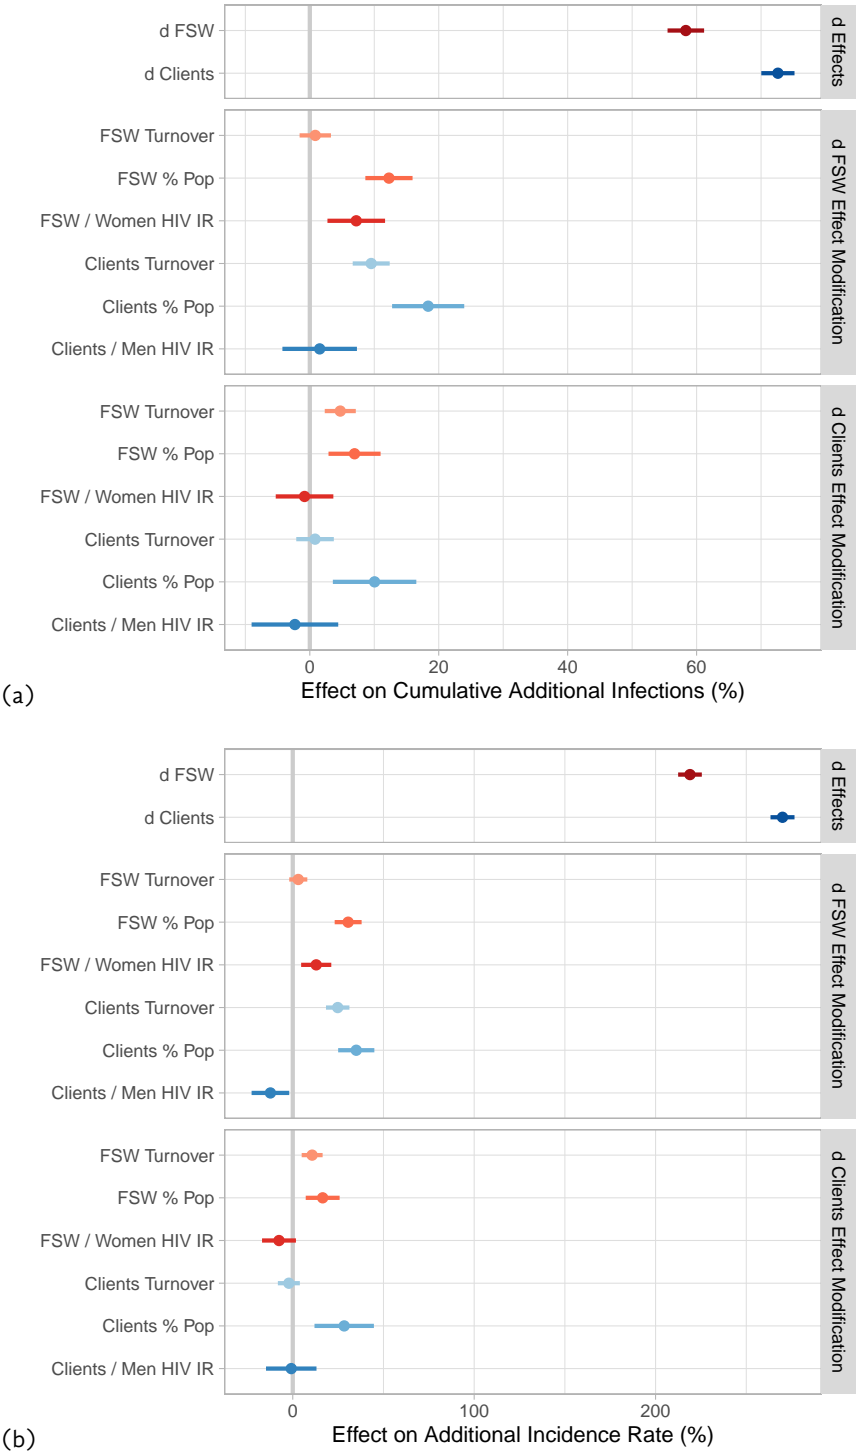 d FSW
d Clients
d Effects
FSW Turnover
FSW % Pop
FSW / Women HIV IR
Clients Turnover
Clients % Pop
Clients / Men HIV IR
d FSW Effect Modification
FSW Turnover
FSW % Pop
FSW / Women HIV IR
Clients Turnover
Clients % Pop
Clients / Men HIV IR
d Clients Effect Modification
0 20 40 60
(a) Effect on Cumulative Additional Infections (%)
d FSW
d Clients
d Effects
FSW Turnover
FSW % Pop
FSW / Women HIV IR
Clients Turnover
Clients % Pop
Clients / Men HIV IR
d FSW Effect Modification
FSW Turnover
FSW % Pop
FSW / Women HIV IR
Clients Turnover
Clients % Pop
Clients / Men HIV IR
d Clients Effect Modification
0 100 200
(b) Effect on Additional Incidence Rate (%)